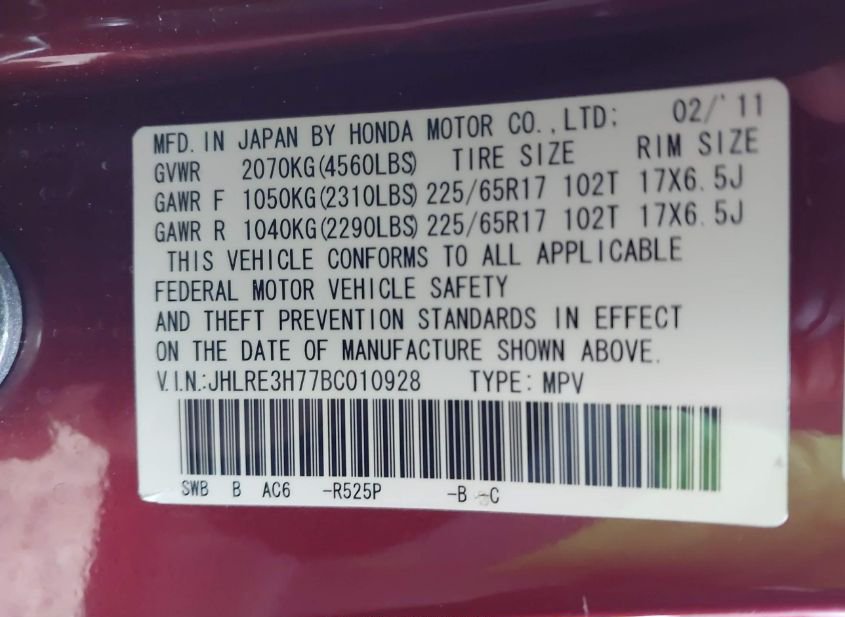 MFD. IN JAPAN BY HONDA MOTOR CO., LTD: 02/'11
GVWR 2070KG(4560LBS) TIRE SIZE RIM SIZE
GAWR F 1050KG(2310LBS) 225/65R17 102T 17X6.5J
GAWR R 1040KG(2290LBS) 225/65R17 102T 17X6.5J
THIS VEHICLE CONFORMS TO ALL APPLICABLE
FEDERAL MOTOR VEHICLE SAFETY
AND THEFT PREVENTION STANDARDS IN EFFECT
ON THE DATE OF MANUFACTURE SHOWN ABOVE.
V.I.N.:JHLRE3H77BC010928 TYPE: MPV
SWB B AC6 -R525P -B -C